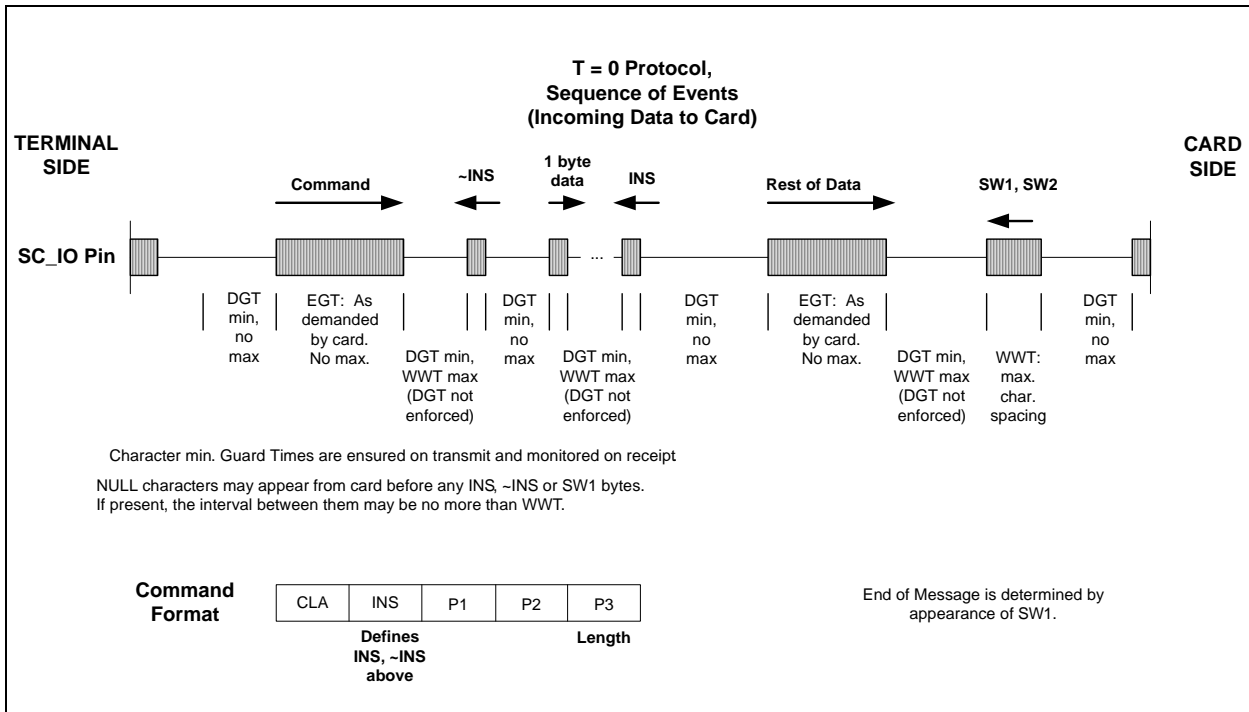 T = 0 Protocol,
Sequence of Events
(Incoming Data to Card)
TERMINAL
SIDE
CARD
SIDE
Command
~INS
1 byte
data
INS
Rest of Data
SW1, SW2
SC_IO Pin
...
DGT
min,
no
max
EGT: As
demanded
by card.
No max.
DGT min,
WWT max
(DGT not
enforced)
DGT
min,
no
max
DGT min,
WWT max
(DGT not
enforced)
DGT
min,
no
max
EGT: As
demanded
by card.
No max.
DGT min,
WWT max
(DGT not
enforced)
WWT:
max.
char.
spacing
DGT
min,
no
max
Character min. Guard Times are ensured on transmit and monitored on receipt
NULL characters may appear from card before any INS, ~INS or SW1 bytes.
If present, the interval between them may be no more than WWT.
Command
Format
CLA INS P1 P2 P3
Defines
INS, ~INS
above
Length
End of Message is determined by
appearance of SW1.